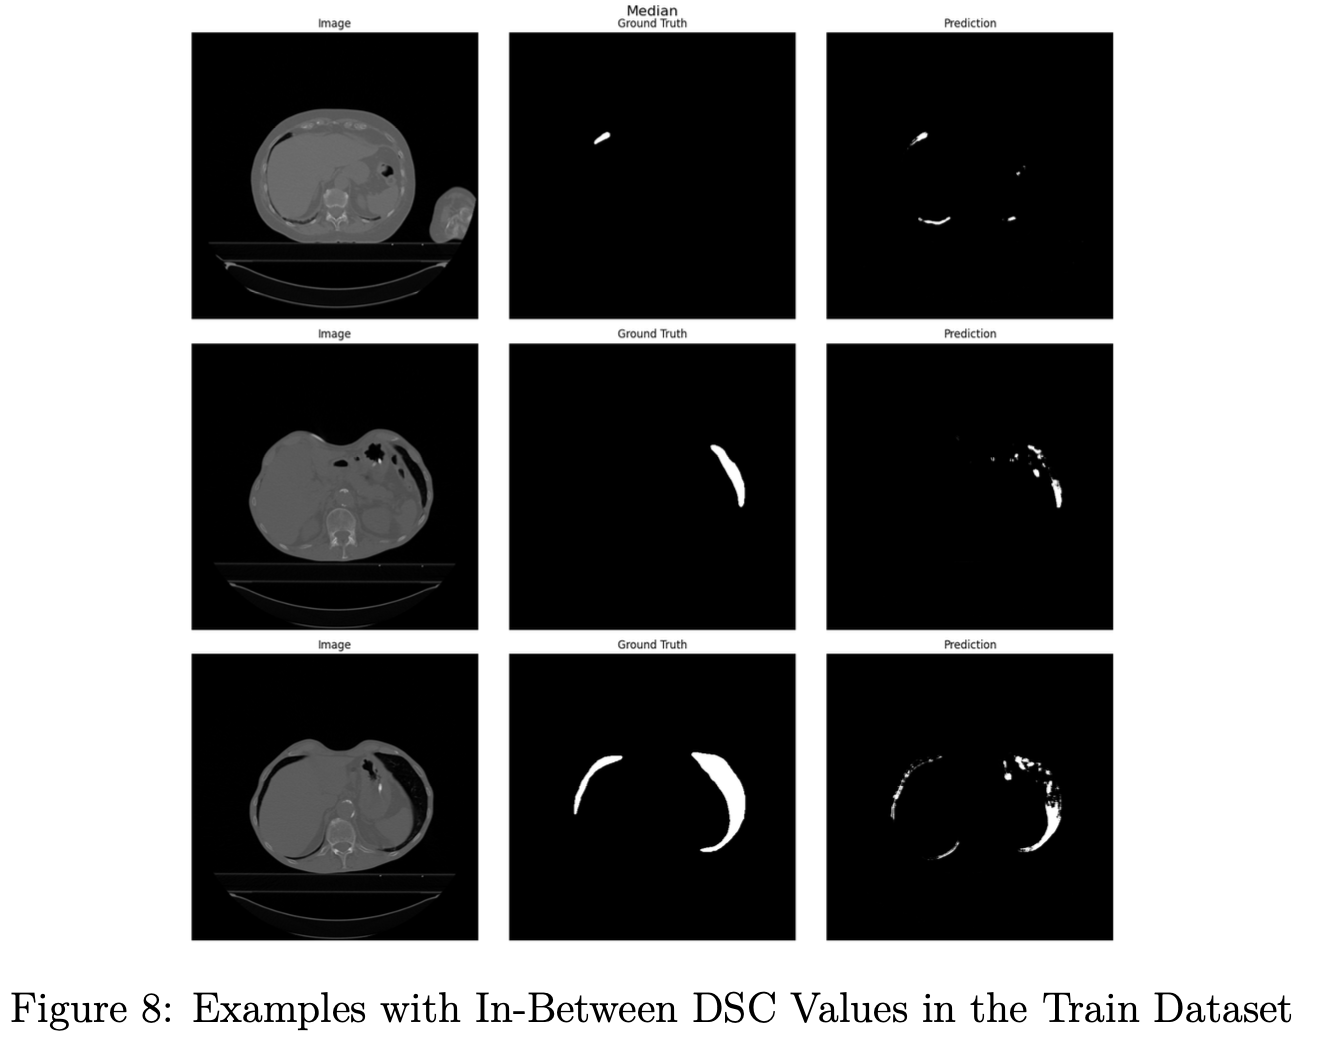 Median
Image Ground Truth Prediction
Image Ground Truth Prediction
Image Ground Truth Prediction
Figure 8: Examples with In-Between DSC Values in the Train Dataset